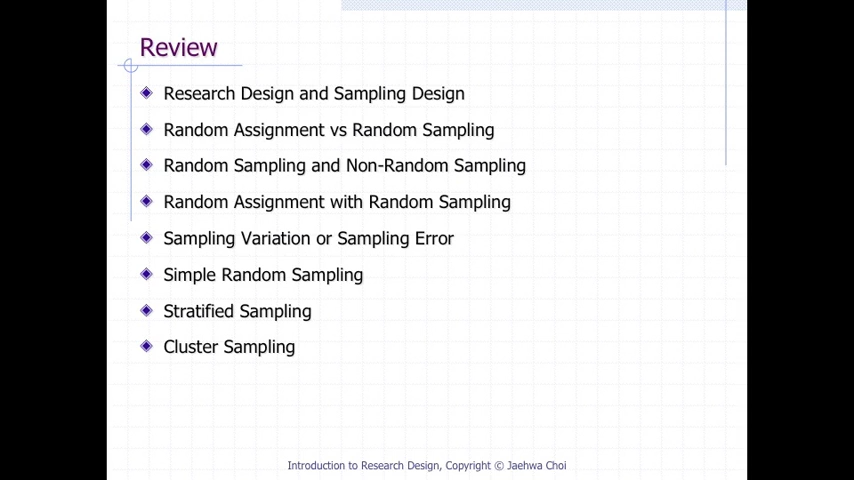 Review
Research Design and Sampling Design
Random Assignment vs Random Sampling
Random Sampling and Non-Random Sampling
Random Assignment with Random Sampling
Sampling Variation or Sampling Error
Simple Random Sampling
Stratified Sampling
Cluster Sampling
Introduction to Research Design, Copyright © Jaehwa Choi